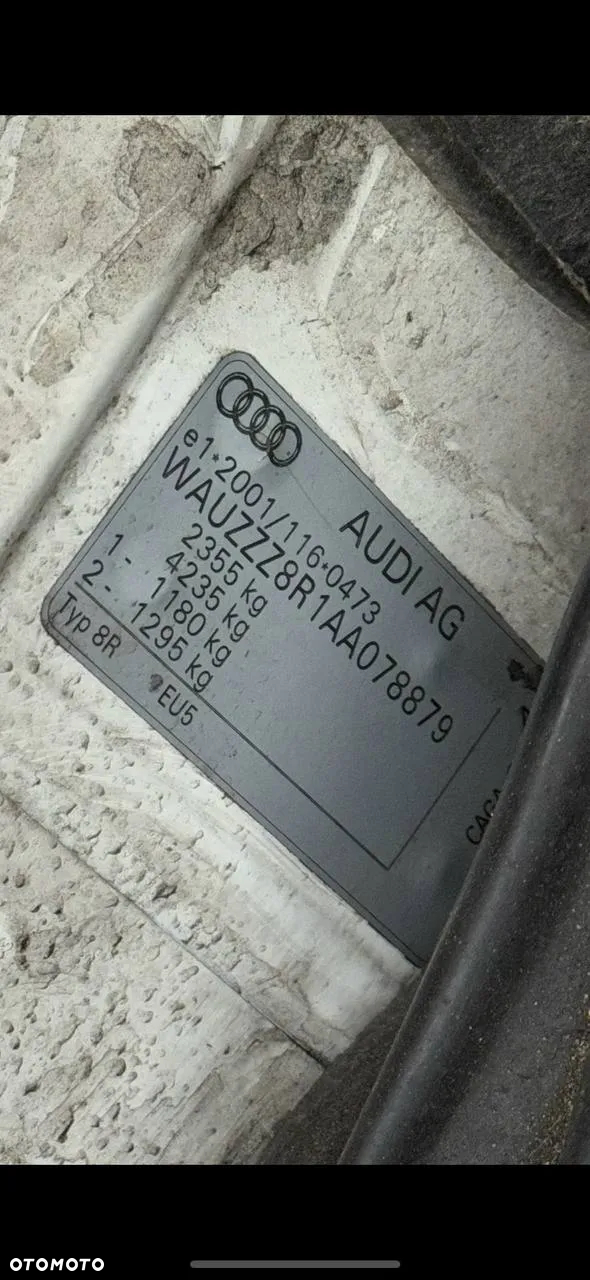 AUDI AG
e1*2001/116*0473
WAUZZZ8R1AA078879
2355 kg
4235 kg
1- 1180 kg
2- 1295 kg
Typ 8R
EU5
CAGA
OTOMOTO